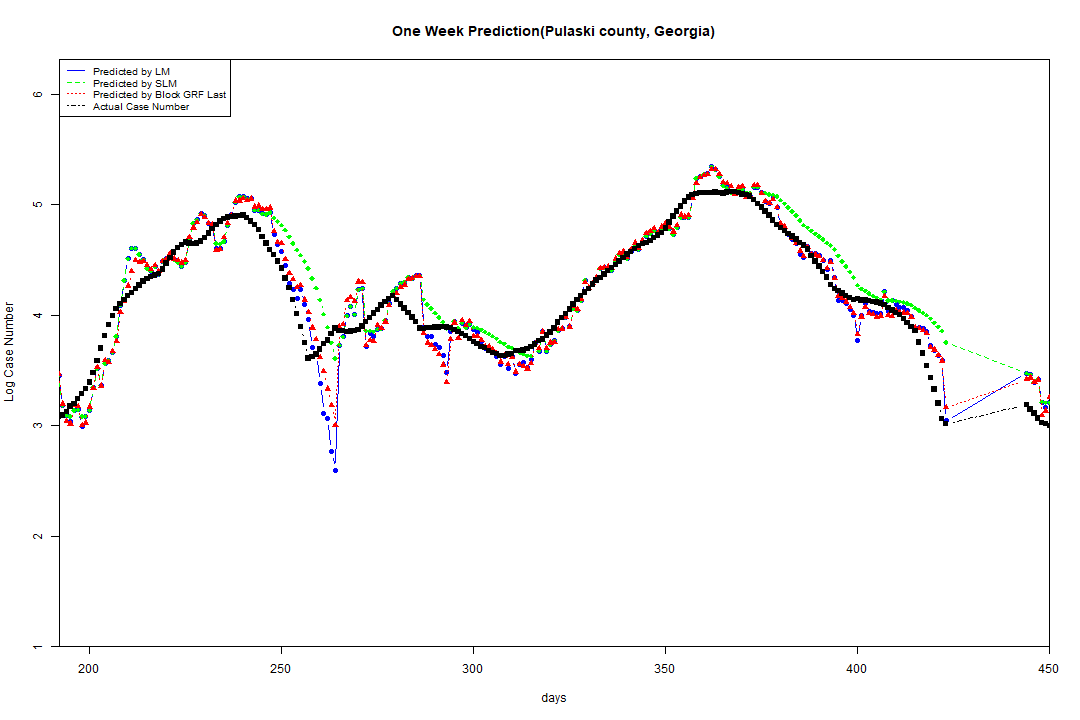 One Week Prediction(Pulaski county, Georgia)
Predicted by LM
Predicted by SLM
Predicted by Block GRF Last
Actual Case Number
6
5
4
3
2
1
Log Case Number
200
250
300
350
400
450
days